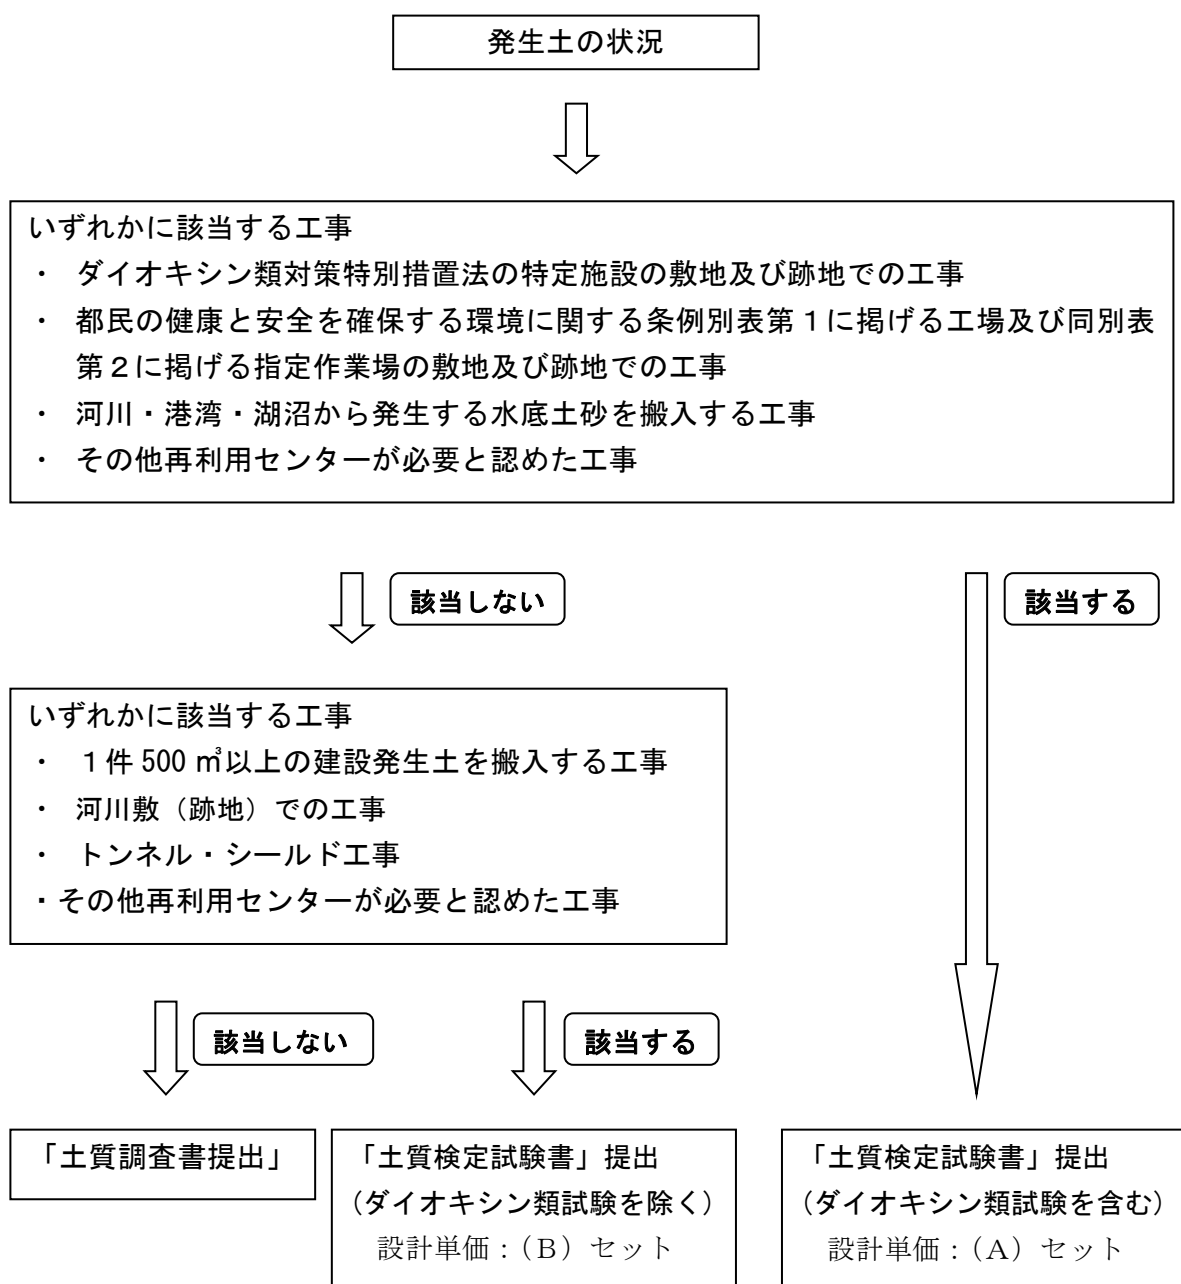 発生土の状況
いずれかに該当する工事
・ ダイオキシン類対策特別措置法の特定施設の敷地及び跡地での工事
・ 都民の健康と安全を確保する環境に関する条例別表第1に掲げる工場及び同別表
第2に掲げる指定作業場の敷地及び跡地での工事
・ 河川・港湾・湖沼から発生する水底土砂を搬入する工事
・ その他再利用センターが必要と認めた工事
該当しない
該当する
いずれかに該当する工事
・ 1件 500 ㎥以上の建設発生土を搬入する工事
・ 河川敷（跡地）での工事
・ トンネル・シールド工事
・その他再利用センターが必要と認めた工事
該当しない
該当する
「土質調査書提出」
「土質検定試験書」提出
（ダイオキシン類試験を除く）
設計単価：（B）セット
「土質検定試験書」提出
（ダイオキシン類試験を含む）
設計単価：（A）セット